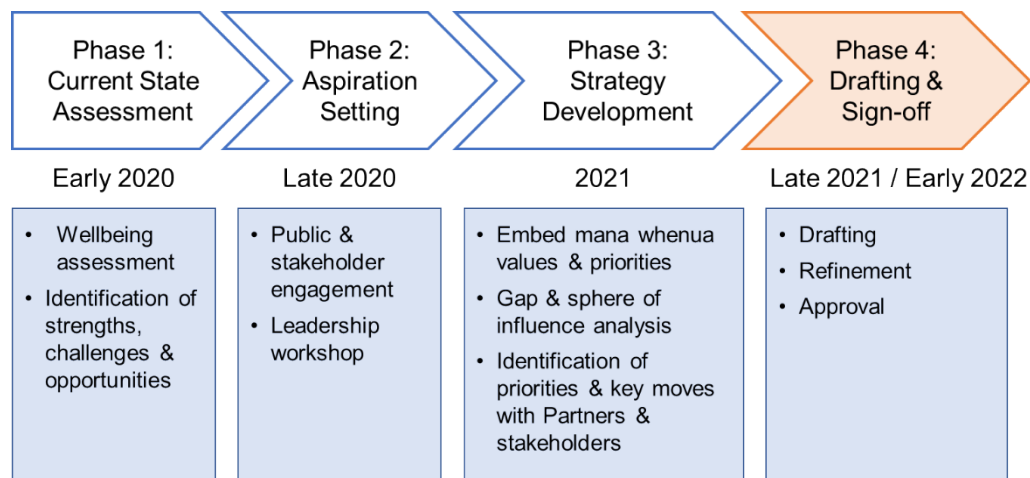 Phase 1:
Current State
Assessment
Phase 2:
Aspiration
Setting
Phase 3:
Strategy
Development
Phase 4:
Drafting &
Sign-off
Early 2020
Late 2020
2021
Late 2021 / Early 2022
• Wellbeing
assessment
• Identification of
strengths,
challenges &
opportunities
• Public &
stakeholder
engagement
• Leadership
workshop
• Embed mana whenua
values & priorities
• Gap & sphere of
influence analysis
• Identification of
priorities & key moves
with Partners &
stakeholders
• Drafting
• Refinement
• Approval